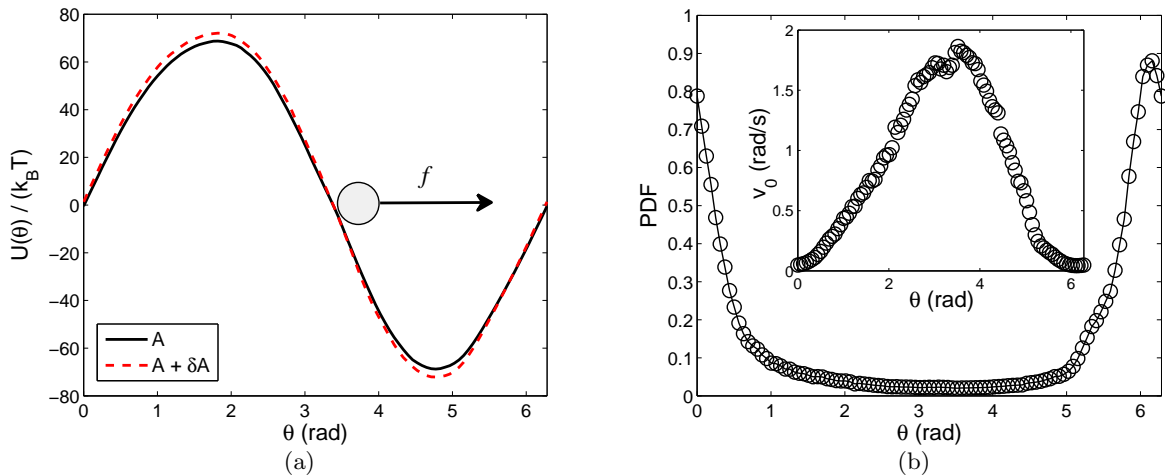 80
60
40
20
0
−20
−40
−60
−80
U(θ) / (k_BT)
f
A
A + δA
0 1 2 3 4 5 6
θ (rad)
(a)
1
0.9
0.8
0.7
0.6
0.5
0.4
0.3
0.2
0.1
0
PDF
2
1.5
1
0.5
0
v_0 (rad/s)
0 2 4 6
θ (rad)
0 1 2 3 4 5 6
θ (rad)
(b)